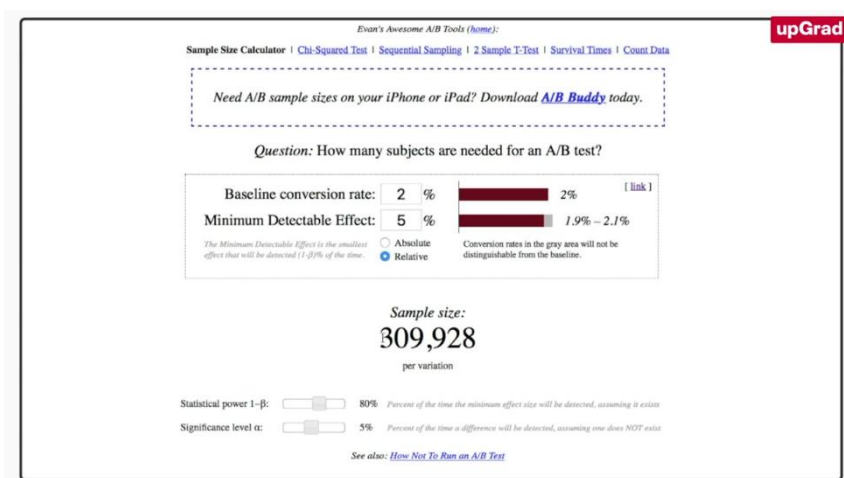 upGrad
Evan's Awesome A/B Tools (home):
Sample Size Calculator | Chi-Squared Test | Sequential Sampling | 2 Sample T-Test | Survival Times | Count Data
Need A/B sample sizes on your iPhone or iPad? Download A/B Buddy today.
Question: How many subjects are needed for an A/B test?
[ link ]
Baseline conversion rate: 2 % 2%
Minimum Detectable Effect: 5 % 1.9% – 2.1%
The Minimum Detectable Effect is the smallest effect that will be detected (1-β)% of the time.
Absolute
Relative
Conversion rates in the gray area will not be
distinguishable from the baseline.
Sample size:
309,928
per variation
Statistical power 1−β: 80% Percent of the time the minimum effect size will be detected, assuming it exists
Significance level α: 5% Percent of the time a difference will be detected, assuming one does NOT exist
See also: How Not To Run an A/B Test